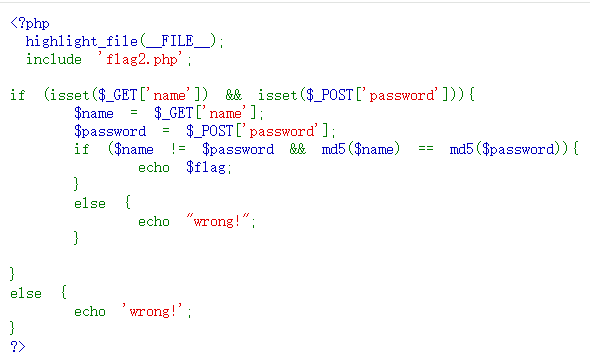 <?php
  highlight_file(__FILE__);
  include 'flag2.php';
if (isset($_GET['name']) && isset($_POST['password'])){
        $name = $_GET['name'];
        $password = $_POST['password'];
        if ($name != $password && md5($name) == md5($password)){
                echo $flag;
        }
        else {
                echo "wrong!";
        }
}
else {
        echo 'wrong!';
}
?>